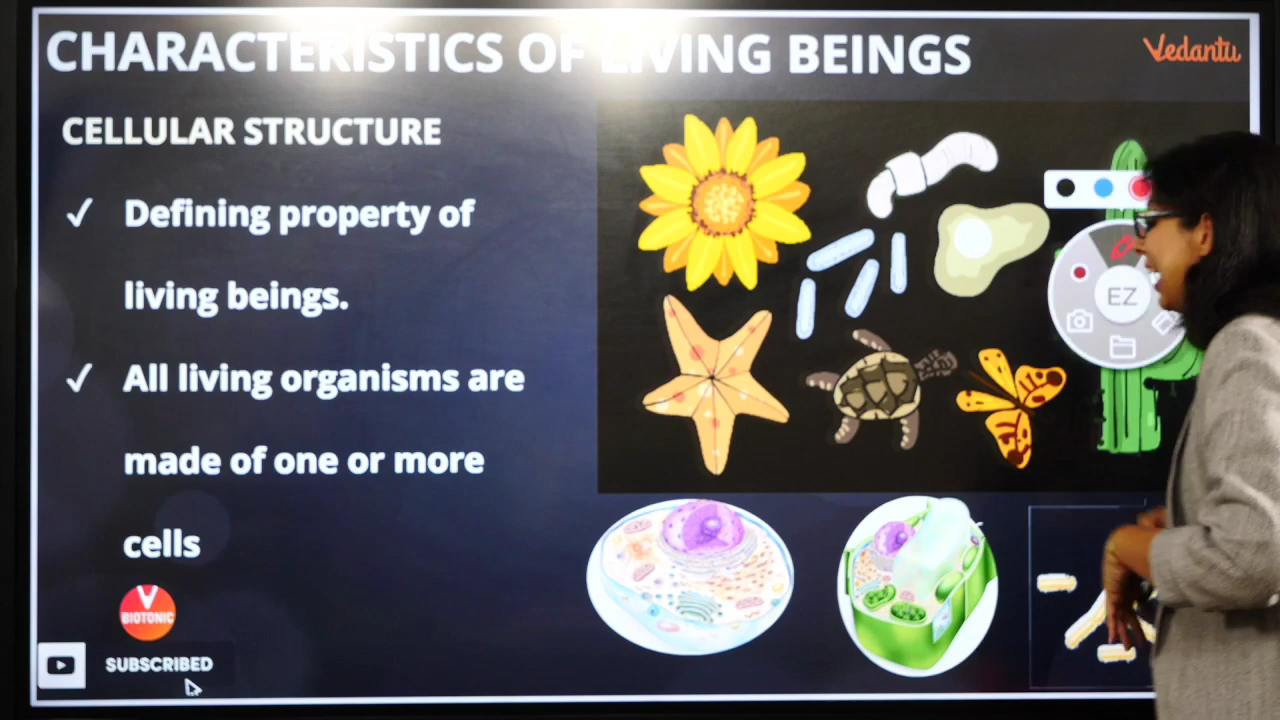 CHARACTERISTICS OF LIVING BEINGS
Vedantu
CELLULAR STRUCTURE
✓ Defining property of
living beings.
✓ All living organisms are
made of one or more
cells
EZ
V
BIOTONIC
SUBSCRIBED